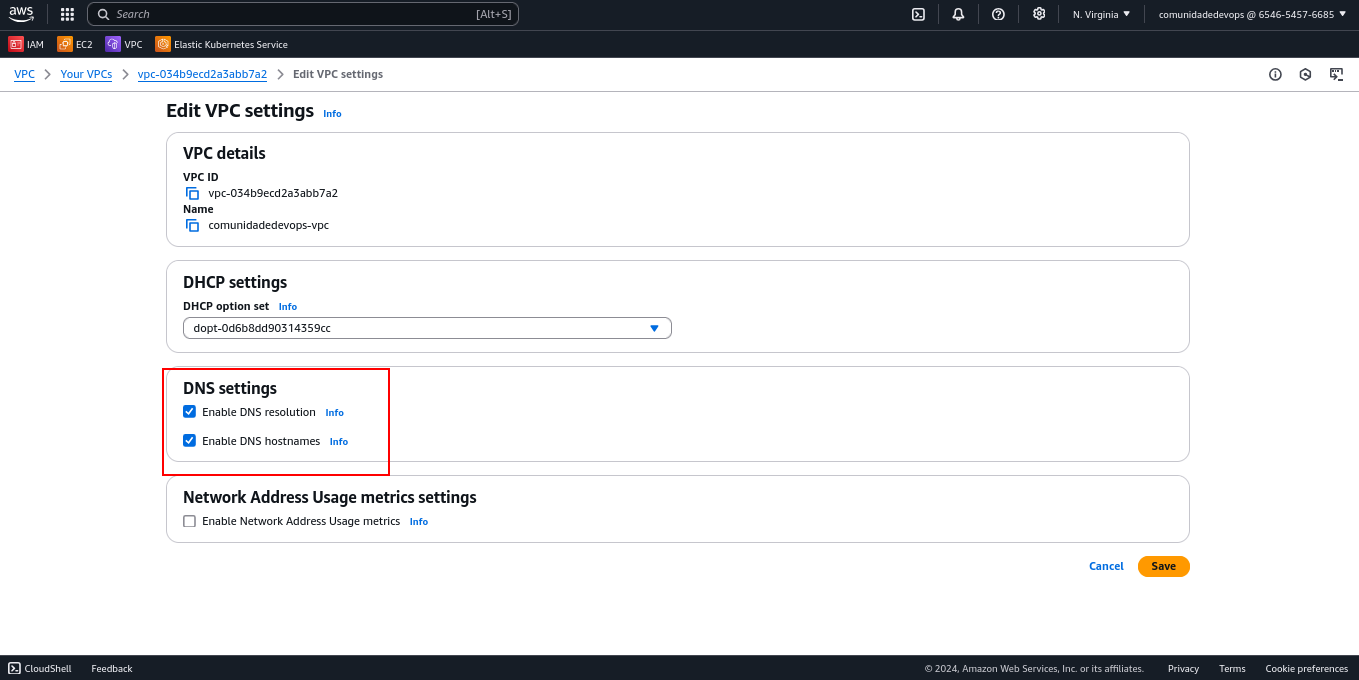 aws
Search [Alt+S]
N. Virginia
comunidadedevops @ 6546-5457-6685
IAM EC2 VPC Elastic Kubernetes Service
VPC Your VPCs vpc-034b9ecd2a3abb7a2 Edit VPC settings
Edit VPC settings Info
VPC details
VPC ID
vpc-034b9ecd2a3abb7a2
Name
comunidadedevops-vpc
DHCP settings
DHCP option set Info
dopt-0d6b8dd90314359cc
DNS settings
Enable DNS resolution Info
Enable DNS hostnames Info
Network Address Usage metrics settings
Enable Network Address Usage metrics Info
Cancel Save
CloudShell Feedback © 2024, Amazon Web Services, Inc. or its affiliates. Privacy Terms Cookie preferences